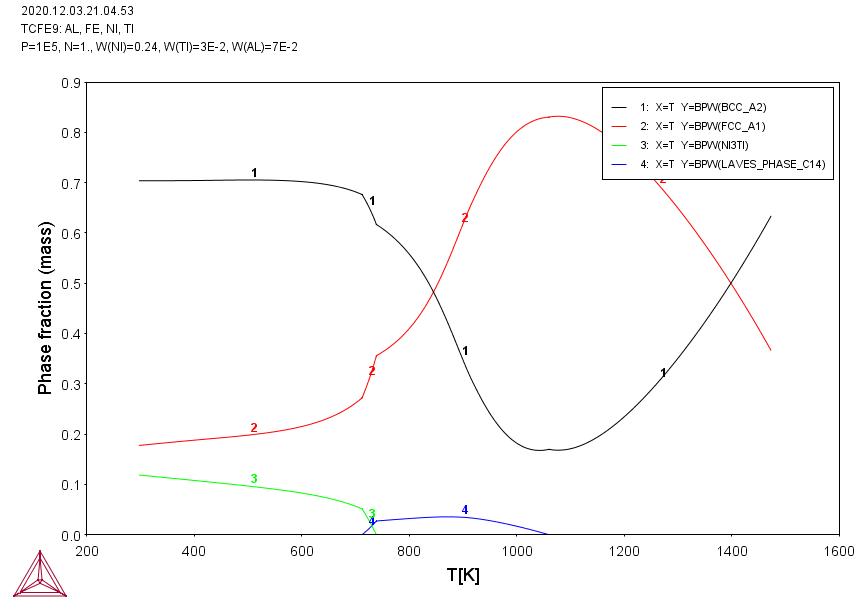 2020.12.03.21.04.53
TCFE9: AL, FE, NI, TI
P=1E5, N=1., W(NI)=0.24, W(TI)=3E-2, W(AL)=7E-2
0.9
0.8
0.7
0.6
0.5
0.4
0.3
0.2
0.1
0.0
Phase fraction (mass)
1: X=T Y=BPW(BCC_A2)
2: X=T Y=BPW(FCC_A1)
3: X=T Y=BPW(NI3TI)
4: X=T Y=BPW(LAVES_PHASE_C14)
1
1
2
2
1
1
2
2
3
3
4
4
200 400 600 800 1000 1200 1400 1600
T[K]